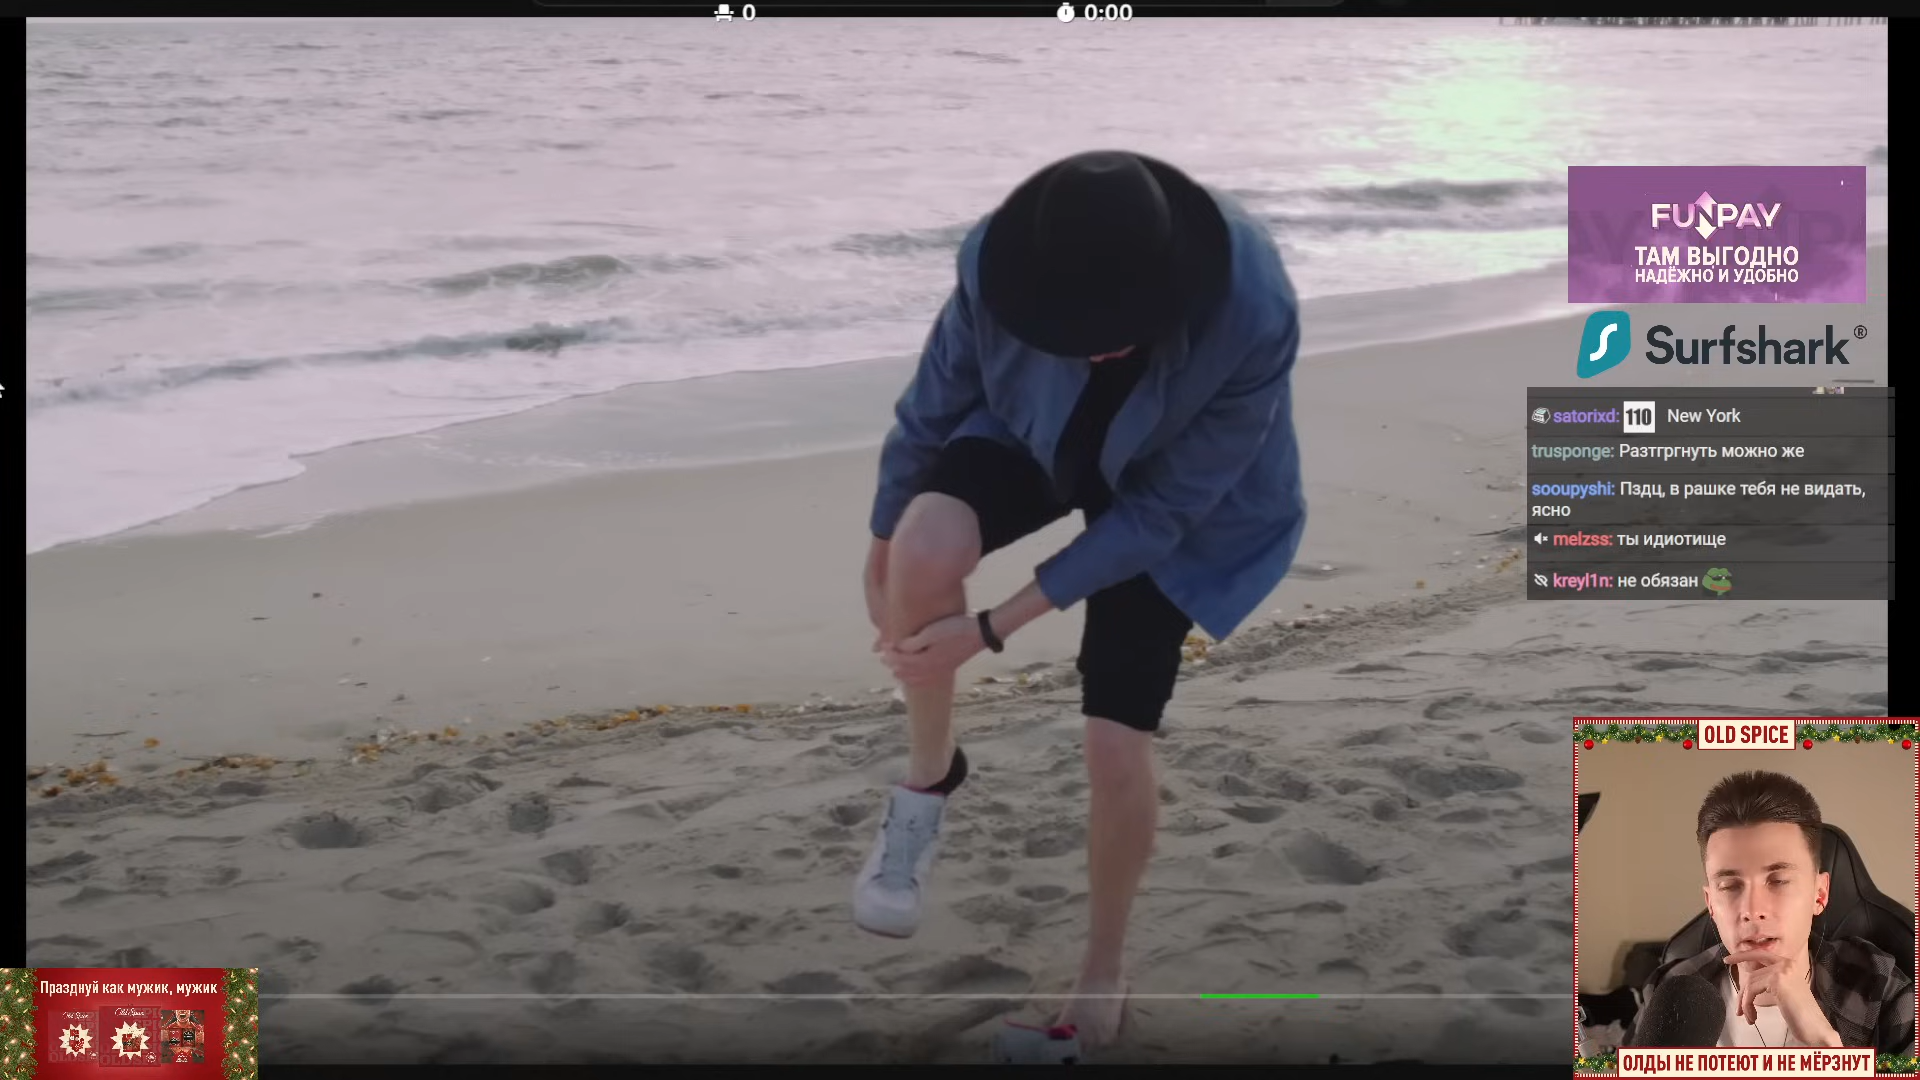 0
0:00
FUNPAY
ТАМ ВЫГОДНО
НАДЁЖНО И УДОБНО
Surfshark®
satorixd: 110 New York
trusponge: Разтгргнуть можно же
sooupyshi: Пздц, в рашке тебя не видать,
ясно
melzss: ты идиотище
kreyl1n: не обязан
OLD SPICE
Празднуй как мужик, мужик
Old Spice
ОЛДЫ НЕ ПОТЕЮТ И НЕ МЁРЗНУТ